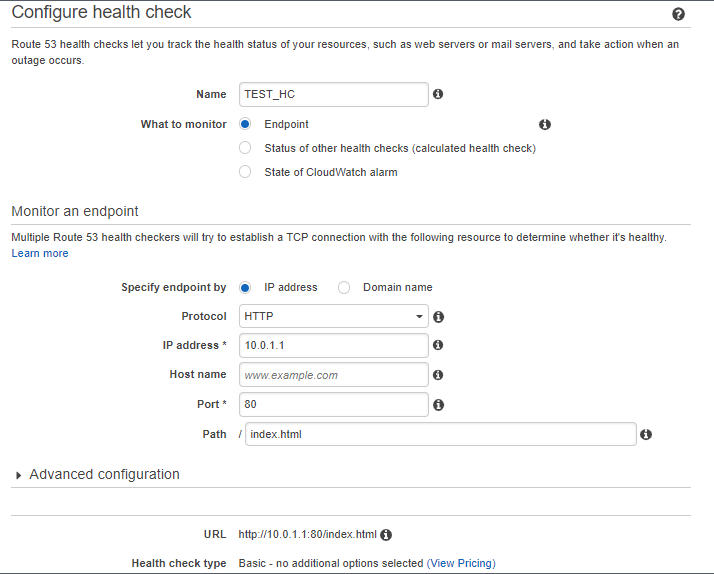 Configure health check
Route 53 health checks let you track the health status of your resources, such as web servers or mail servers, and take action when an
outage occurs.
Name TEST_HC
What to monitor Endpoint
Status of other health checks (calculated health check)
State of CloudWatch alarm
Monitor an endpoint
Multiple Route 53 health checkers will try to establish a TCP connection with the following resource to determine whether it's healthy.
Learn more
Specify endpoint by IP address Domain name
Protocol HTTP
IP address * 10.0.1.1
Host name www.example.com
Port * 80
Path / index.html
Advanced configuration
URL http://10.0.1.1:80/index.html
Health check type Basic - no additional options selected (View Pricing)